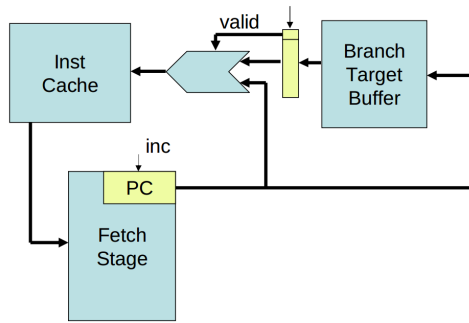 valid
Inst
Cache
Branch
Target
Buffer
inc
PC
Fetch
Stage